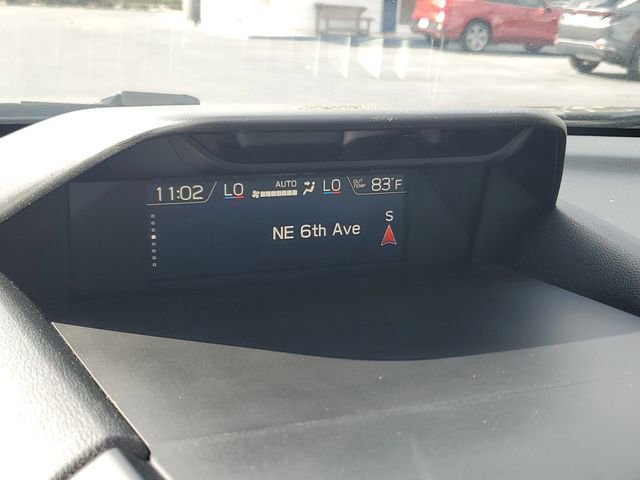 11:02 LO AUTO LO OUT TEMP 83°F
S
NE 6th Ave